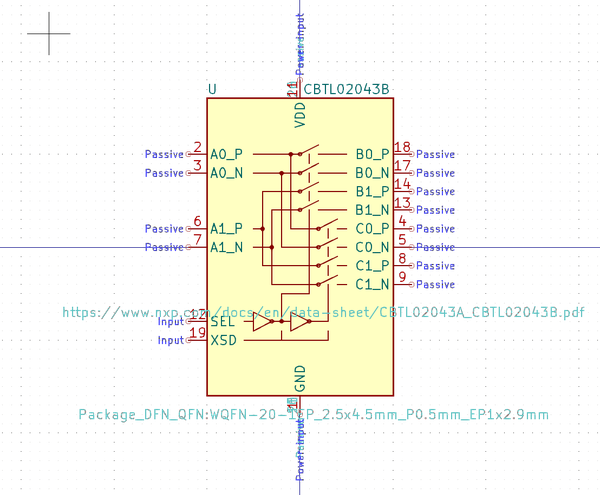 Power Input
U
CBTL02043B
11
VDD
Passive 2 A0_P B0_P 18 Passive
Passive 3 A0_N B0_N 17 Passive
B1_P 14 Passive
B1_N 13 Passive
Passive 6 A1_P C0_P 4 Passive
Passive 7 A1_N C0_N 5 Passive
C1_P 8 Passive
C1_N 9 Passive
https://www.nxp.com/docs/en/data-sheet/CBTL02043A_CBTL02043B.pdf
Input 12 SEL
Input 19 XSD
GND
1
Package_DFN_QFN:WQFN-20-1EP_2.5x4.5mm_P0.5mm_EP1x2.9mm
Power Input